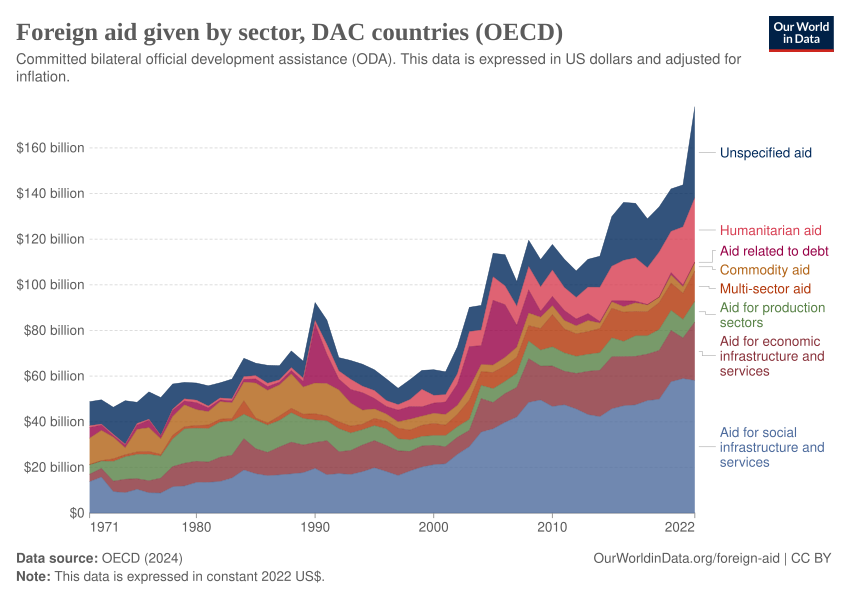 Foreign aid given by sector, DAC countries (OECD)
Our World
in Data
Committed bilateral official development assistance (ODA). This data is expressed in US dollars and adjusted for
inflation.
$160 billion
$140 billion
$120 billion
$100 billion
$80 billion
$60 billion
$40 billion
$20 billion
$0
1971
1980
1990
2000
2010
2022
Unspecified aid
Humanitarian aid
Aid related to debt
Commodity aid
Multi-sector aid
Aid for production
sectors
Aid for economic
infrastructure and
services
Aid for social
infrastructure and
services
Data source: OECD (2024)
OurWorldinData.org/foreign-aid | CC BY
Note: This data is expressed in constant 2022 US$.